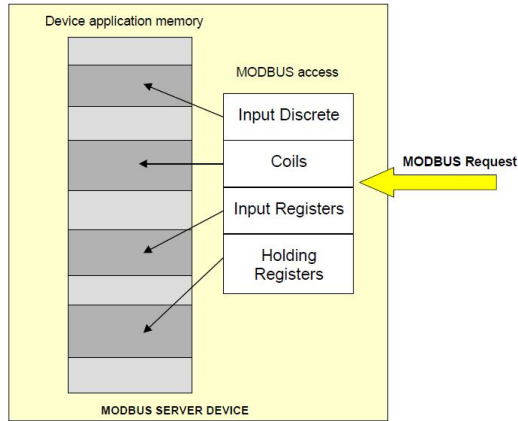 Device application memory
MODBUS access
Input Discrete
Coils
MODBUS Request
Input Registers
Holding
Registers
MODBUS SERVER DEVICE